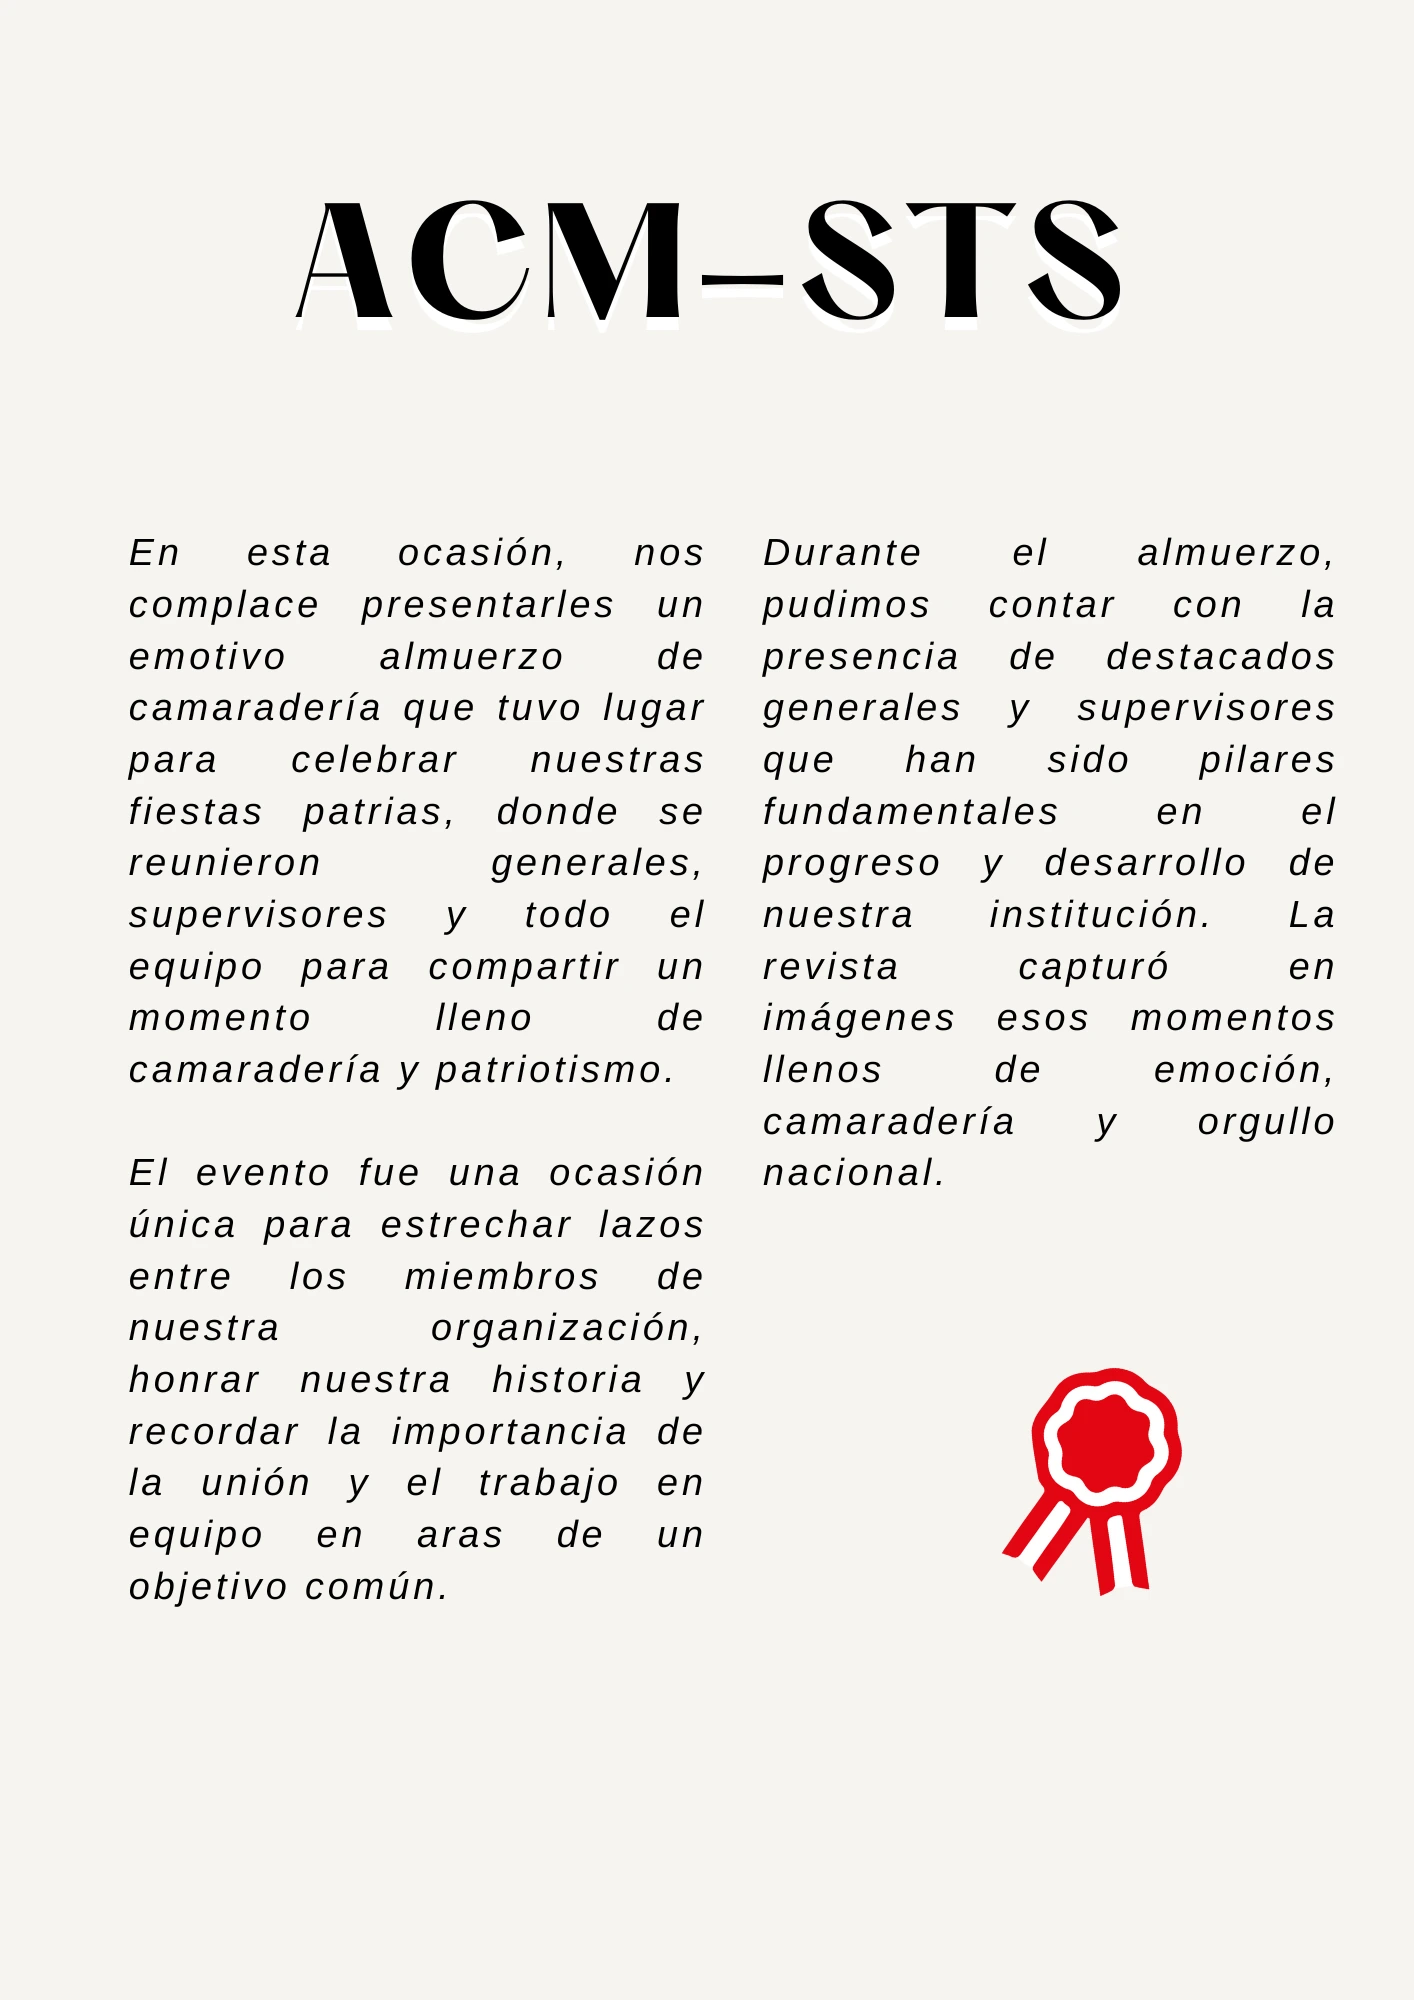 ACM–STS
En esta ocasión, nos
complace presentarles un
emotivo almuerzo de
camaradería que tuvo lugar
para celebrar nuestras
fiestas patrias, donde se
reunieron generales,
supervisores y todo el
equipo para compartir un
momento lleno de
camaradería y patriotismo.
El evento fue una ocasión
única para estrechar lazos
entre los miembros de
nuestra organización,
honrar nuestra historia y
recordar la importancia de
la unión y el trabajo en
equipo en aras de un
objetivo común.
Durante el almuerzo,
pudimos contar con la
presencia de destacados
generales y supervisores
que han sido pilares
fundamentales en el
progreso y desarrollo de
nuestra institución. La
revista capturó en
imágenes esos momentos
llenos de emoción,
camaradería y orgullo
nacional.